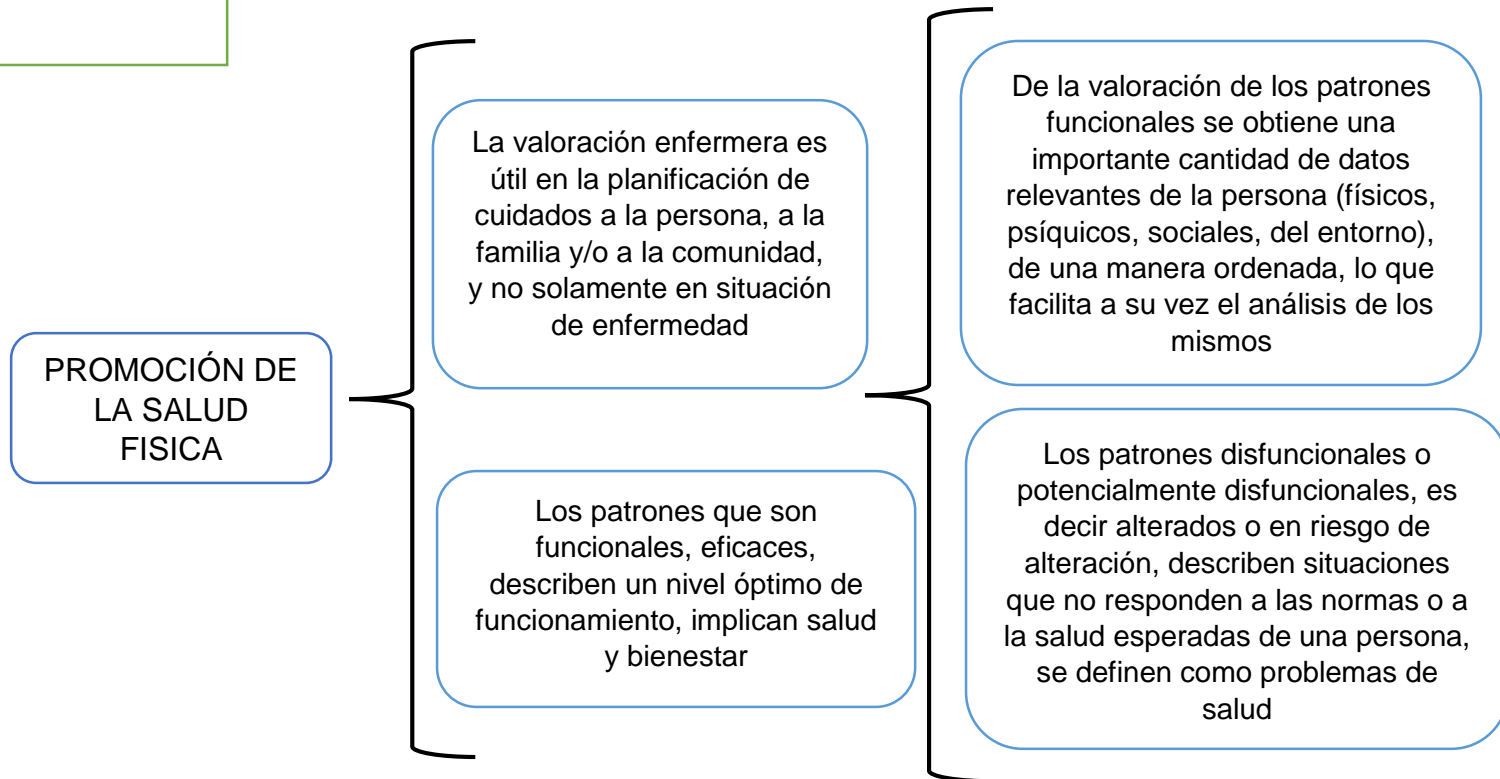 PROMOCIÓN DE
LA SALUD
FISICA
La valoración enfermera es
útil en la planificación de
cuidados a la persona, a la
familia y/o a la comunidad,
y no solamente en situación
de enfermedad
Los patrones que son
funcionales, eficaces,
describen un nivel óptimo de
funcionamiento, implican salud
y bienestar
De la valoración de los patrones
funcionales se obtiene una
importante cantidad de datos
relevantes de la persona (físicos,
psíquicos, sociales, del entorno),
de una manera ordenada, lo que
facilita a su vez el análisis de los
mismos
Los patrones disfuncionales o
potencialmente disfuncionales, es
decir alterados o en riesgo de
alteración, describen situaciones
que no responden a las normas o a
la salud esperadas de una persona,
se definen como problemas de
salud